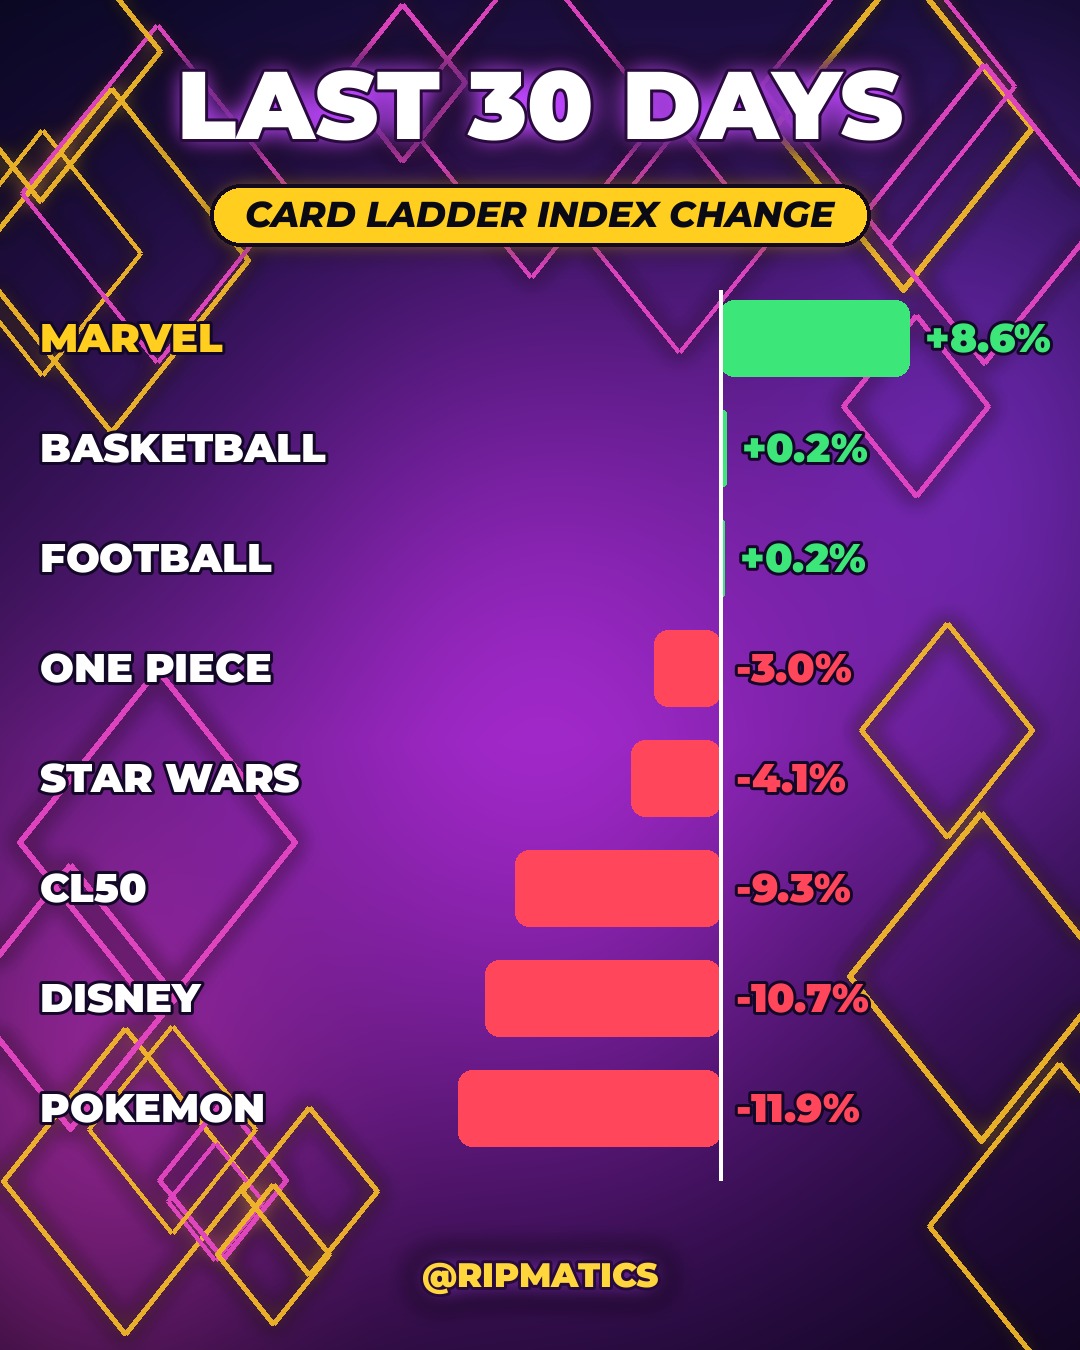 LAST 30 DAYS
CARD LADDER INDEX CHANGE
MARVEL +8.6%
BASKETBALL +0.2%
FOOTBALL +0.2%
ONE PIECE -3.0%
STAR WARS -4.1%
CL50 -9.3%
DISNEY -10.7%
POKEMON -11.9%
@RIPMATICS